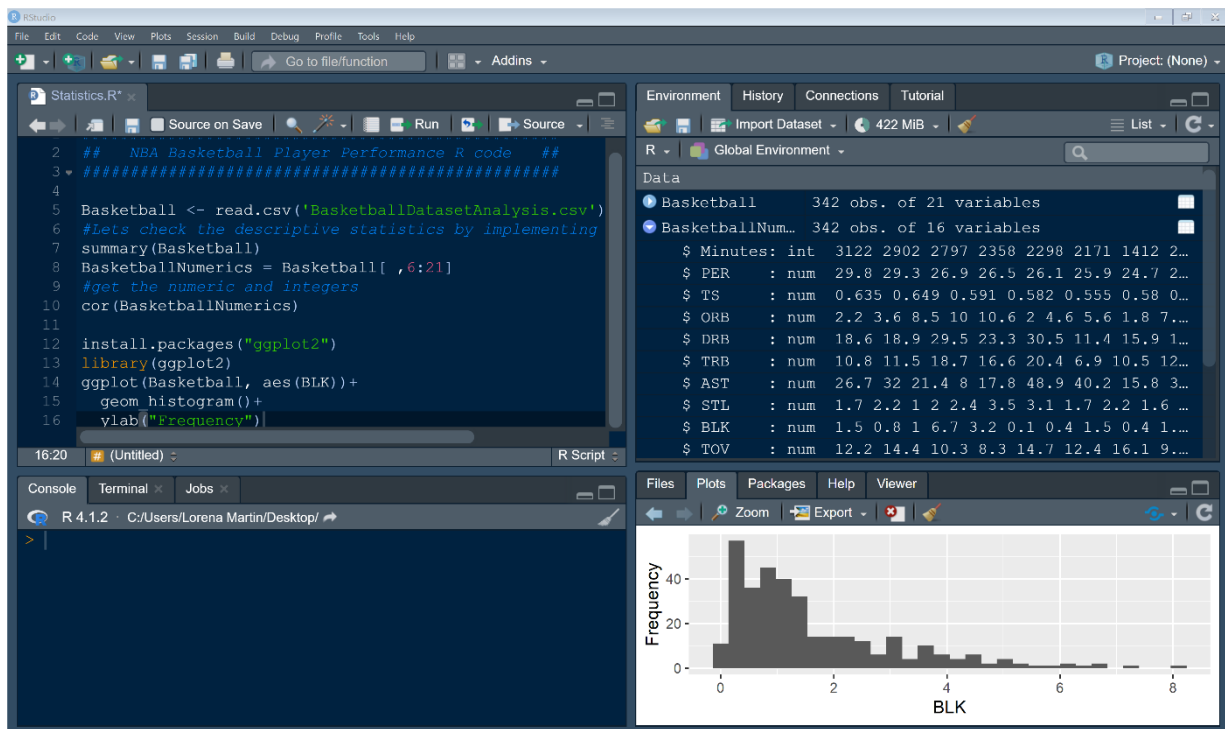 RStudio
File Edit Code View Plots Session Build Debug Profile Tools Help
Go to file/function Addins Project: (None)
Statistics.R*
Source on Save Run Source
2 ## NBA Basketball Player Performance R code ##
3 ##################################################
4
5 Basketball <- read.csv('BasketballDatasetAnalysis.csv')
6 #Lets check the descriptive statistics by implementing
7 summary(Basketball)
8 BasketballNumerics = Basketball[ ,6:21]
9 #get the numeric and integers
10 cor(BasketballNumerics)
11
12 install.packages("ggplot2")
13 library(ggplot2)
14 ggplot(Basketball, aes(BLK))+
15 geom_histogram()+
16 ylab("Frequency")
16:20 # (Untitled) R Script
Console Terminal Jobs
R 4.1.2 · C:/Users/Lorena Martin/Desktop/
>
Environment History Connections Tutorial
Import Dataset 422 MiB List
R Global Environment
Data
Basketball 342 obs. of 21 variables
BasketballNum… 342 obs. of 16 variables
$ Minutes: int 3122 2902 2797 2358 2298 2171 1412 2…
$ PER : num 29.8 29.3 26.9 26.5 26.1 25.9 24.7 2…
$ TS : num 0.635 0.649 0.591 0.582 0.555 0.58 0…
$ ORB : num 2.2 3.6 8.5 10 10.6 2 4.6 5.6 1.8 7.…
$ DRB : num 18.6 18.9 29.5 23.3 30.5 11.4 15.9 1…
$ TRB : num 10.8 11.5 18.7 16.6 20.4 6.9 10.5 12…
$ AST : num 26.7 32 21.4 8 17.8 48.9 40.2 15.8 3…
$ STL : num 1.7 2.2 1 2 2.4 3.5 3.1 1.7 2.2 1.6 …
$ BLK : num 1.5 0.8 1 6.7 3.2 0.1 0.4 1.5 0.4 1.…
$ TOV : num 12.2 14.4 10.3 8.3 14.7 12.4 16.1 9.…
Files Plots Packages Help Viewer
Zoom Export
Frequency
40
20
0
0 2 4 6 8
BLK